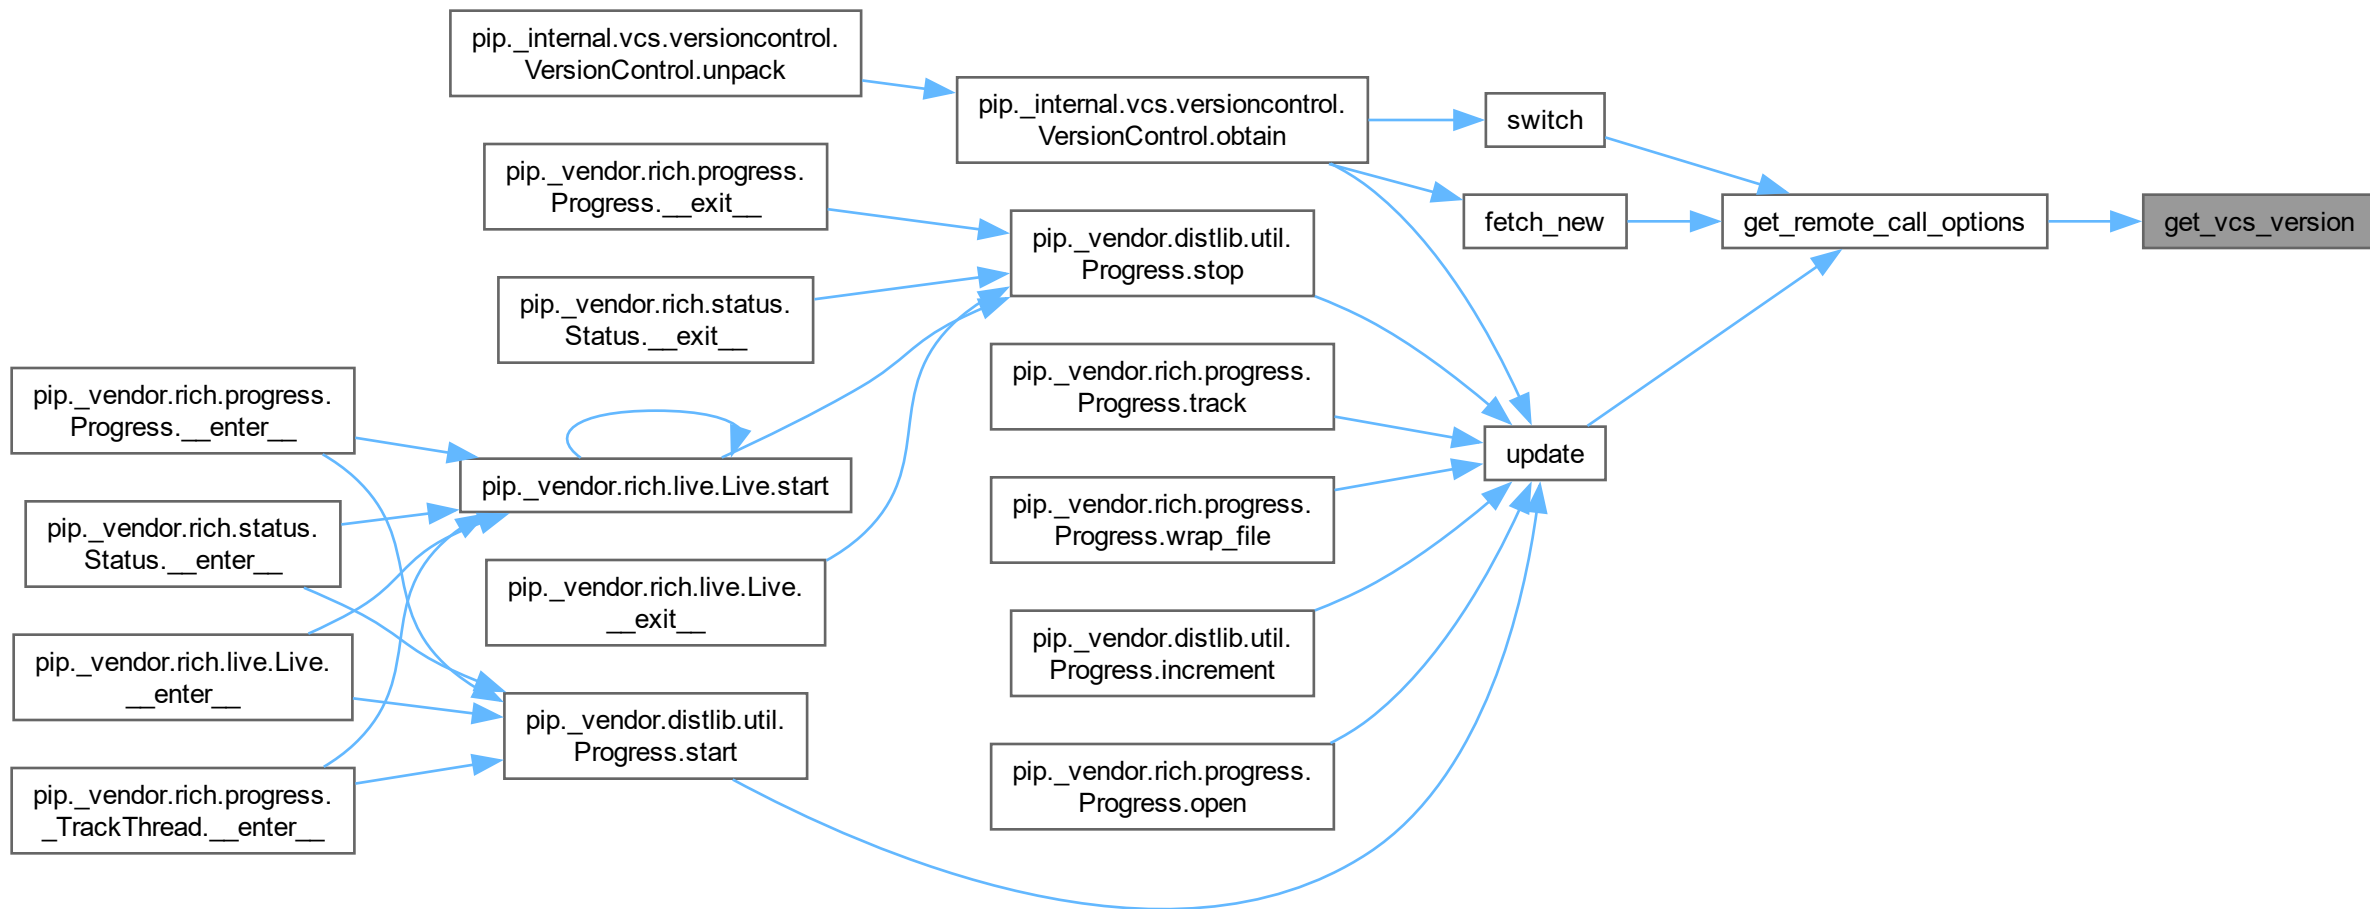 pip._internal.vcs.versioncontrol.
VersionControl.unpack
pip._internal.vcs.versioncontrol.
VersionControl.obtain
switch
pip._vendor.rich.progress.
Progress.__exit__
fetch_new
get_remote_call_options
get_vcs_version
pip._vendor.distlib.util.
Progress.stop
pip._vendor.rich.status.
Status.__exit__
pip._vendor.rich.progress.
Progress.track
pip._vendor.rich.progress.
Progress.__enter__
update
pip._vendor.rich.live.Live.start
pip._vendor.rich.progress.
Progress.wrap_file
pip._vendor.rich.status.
Status.__enter__
pip._vendor.rich.live.Live.
__exit__
pip._vendor.distlib.util.
Progress.increment
pip._vendor.rich.live.Live.
__enter__
pip._vendor.distlib.util.
Progress.start
pip._vendor.rich.progress.
Progress.open
pip._vendor.rich.progress.
_TrackThread.__enter__